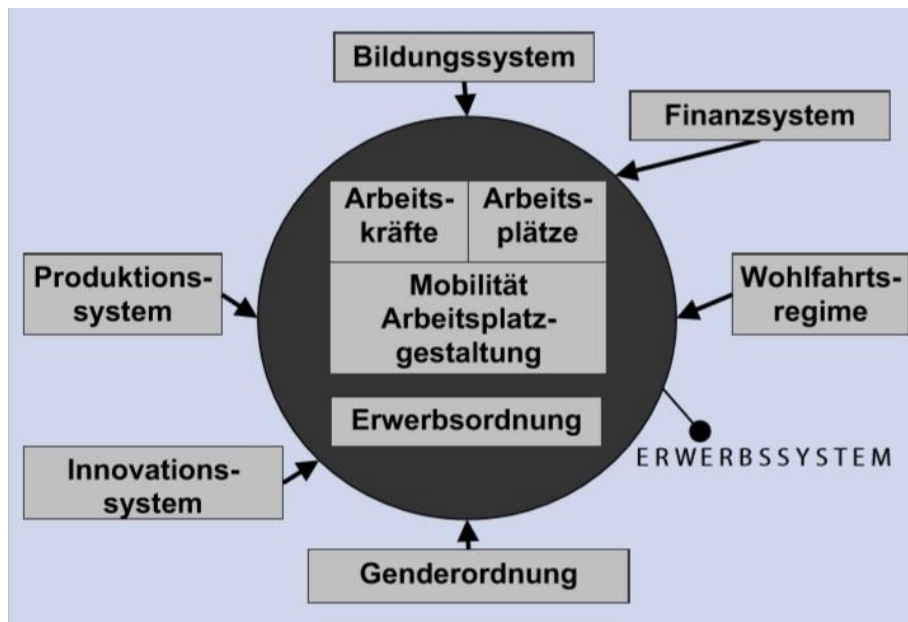 Bildungssystem
Finanzsystem
Arbeits-
kräfte
Arbeits-
plätze
Produktions-
system
Mobilität
Arbeitsplatz-
gestaltung
Wohlfahrts-
regime
Erwerbsordnung
ERWERBSSYSTEM
Innovations-
system
Genderordnung